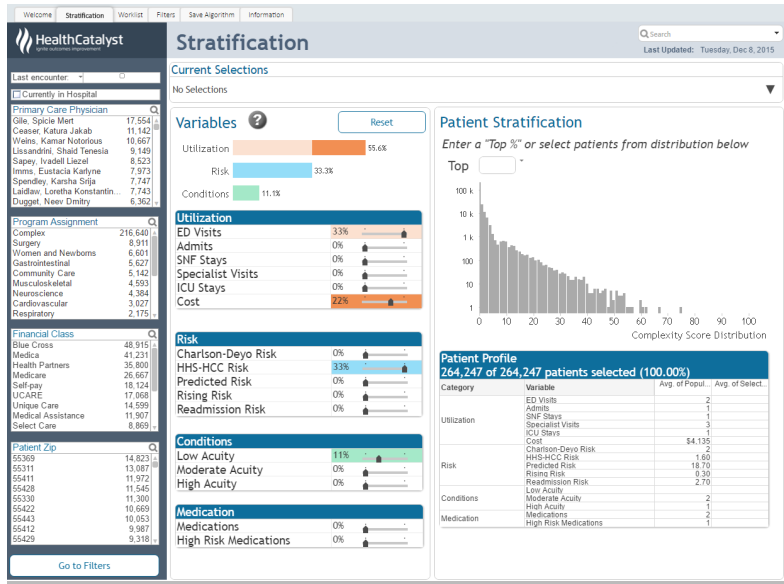 Welcome Stratification Worklist Filters Save Algorithm Information
HealthCatalyst
ignite outcomes improvement
Stratification
Search
Last Updated: Tuesday, Dec 8, 2015
Last encounter:
Currently in Hospital
Primary Care Physician
Gile, Spicie Mert 17,554
Ceaser, Katura Jakab 11,142
Weins, Kamar Notorious 10,667
Lissandrini, Shaid Tenesia 9,149
Sapey, Ivadell Liezel 8,523
Imms, Eustacia Karlyne 7,973
Spendley, Karsha Srija 7,747
Laidlaw, Loretha Konstantin... 7,743
Dugget, Neev Dmitry 6,362
Program Assignment
Complex 216,640
Surgery 8,911
Women and Newborns 6,601
Gastrointestinal 5,627
Community Care 5,142
Musculoskeletal 4,593
Neuroscience 4,384
Cardiovascular 3,027
Respiratory 2,175
Financial Class
Blue Cross 48,915
Medica 41,231
Health Partners 35,800
Medicare 26,667
Self-pay 18,124
UCARE 17,068
Unique Care 14,599
Medical Assistance 11,907
Select Care 8,869
Patient Zip
55369 14,823
55311 13,087
55411 11,972
55428 11,545
55330 11,300
55422 10,669
55443 10,053
55412 9,987
55429 9,318
Go to Filters
Current Selections
No Selections
Variables ? Reset
Utilization 55.6%
Risk 33.3%
Conditions 11.1%
Utilization
ED Visits 33%
Admits 0%
SNF Stays 0%
Specialist Visits 0%
ICU Stays 0%
Cost 22%
Risk
Charlson-Deyo Risk 0%
HHS-HCC Risk 33%
Predicted Risk 0%
Rising Risk 0%
Readmission Risk 0%
Conditions
Low Acuity 11%
Moderate Acuity 0%
High Acuity 0%
Medication
Medications 0%
High Risk Medications 0%
Patient Stratification
Enter a "Top %" or select patients from distribution below
Top
100 k
10 k
1 k
100
10
1
0 10 20 30 40 50 60 70 80 90 100
Complexity Score Distribution
Patient Profile
264,247 of 264,247 patients selected (100.00%)
Category Variable Avg. of Popul... Avg. of Select...
Utilization
ED Visits 2
Admits 1
SNF Stays 1
Specialist Visits 3
ICU Stays 1
Cost $4,135
Risk
Charlson-Deyo Risk 2
HHS-HCC Risk 1.60
Predicted Risk 18.70
Rising Risk 0.30
Readmission Risk 2.70
Conditions
Low Acuity
Moderate Acuity 2
High Acuity 1
Medication
Medications 2
High Risk Medications 1